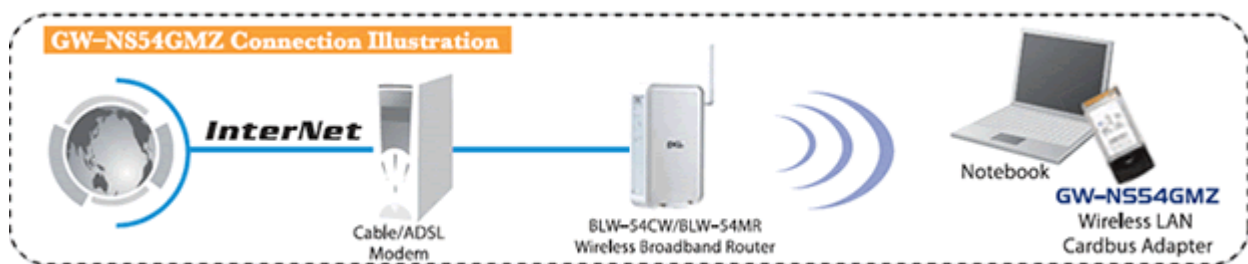 GW-NS54GMZ Connection Illustration
InterNet
Cable/ADSL
Modem
BLW-54CW/BLW-54MR
Wireless Broadband Router
Notebook
GW-NS54GMZ
Wireless LAN
Cardbus Adapter